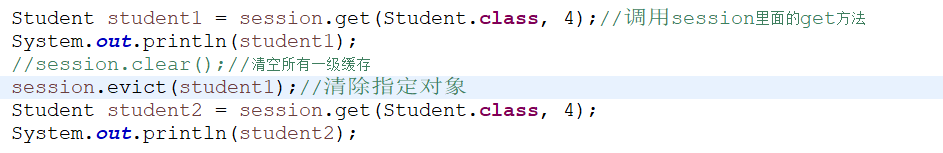 Student student1 = session.get(Student.class, 4);//调用session里面的get方法
System.out.println(student1);
//session.clear();//清空所有一级缓存
session.evict(student1);//清除指定对象
Student student2 = session.get(Student.class, 4);
System.out.println(student2);